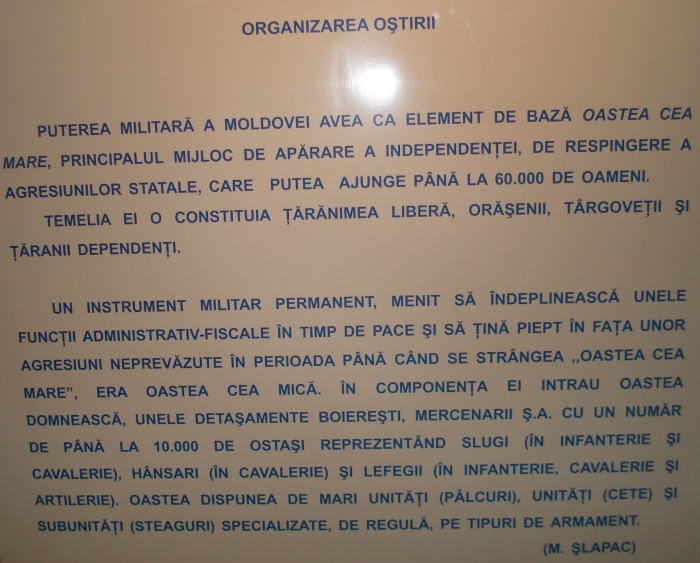 ORGANIZAREA OŞTIRII
PUTEREA MILITARĂ A MOLDOVEI AVEA CA ELEMENT DE BAZĂ OASTEA CEA
MARE, PRINCIPALUL MIJLOC DE APĂRARE A INDEPENDENŢEI, DE RESPINGERE A
AGRESIUNILOR STATALE, CARE PUTEA AJUNGE PÂNĂ LA 60.000 DE OAMENI.
TEMELIA EI O CONSTITUIA ŢĂRĂNIMEA LIBERĂ, ORĂŞENII, TÂRGOVEŢII ŞI
ŢĂRANII DEPENDENŢI.
UN INSTRUMENT MILITAR PERMANENT, MENIT SĂ ÎNDEPLINEASCĂ UNELE
FUNCŢII ADMINISTRATIV-FISCALE ÎN TIMP DE PACE ŞI SĂ ŢINĂ PIEPT ÎN FAŢA UNOR
AGRESIUNI NEPREVĂZUTE ÎN PERIOADA PÂNĂ CÂND SE STRÂNGEA ,,OASTEA CEA
MARE”, ERA OASTEA CEA MICĂ. ÎN COMPONENŢA EI INTRAU OASTEA
DOMNEASCĂ, UNELE DETAŞAMENTE BOIEREŞTI, MERCENARII Ş.A. CU UN NUMĂR
DE PÂNĂ LA 10.000 DE OSTAŞI REPREZENTÂND SLUGI (ÎN INFANTERIE ŞI
CAVALERIE), HÂNSARI (ÎN CAVALERIE) ŞI LEFEGII (ÎN INFANTERIE, CAVALERIE ŞI
ARTILERIE). OASTEA DISPUNEA DE MARI UNITĂŢI (PÂLCURI), UNITĂŢI (CETE) ŞI
SUBUNITĂŢI (STEAGURI) SPECIALIZATE, DE REGULĂ, PE TIPURI DE ARMAMENT.
(M. ŞLAPAC)